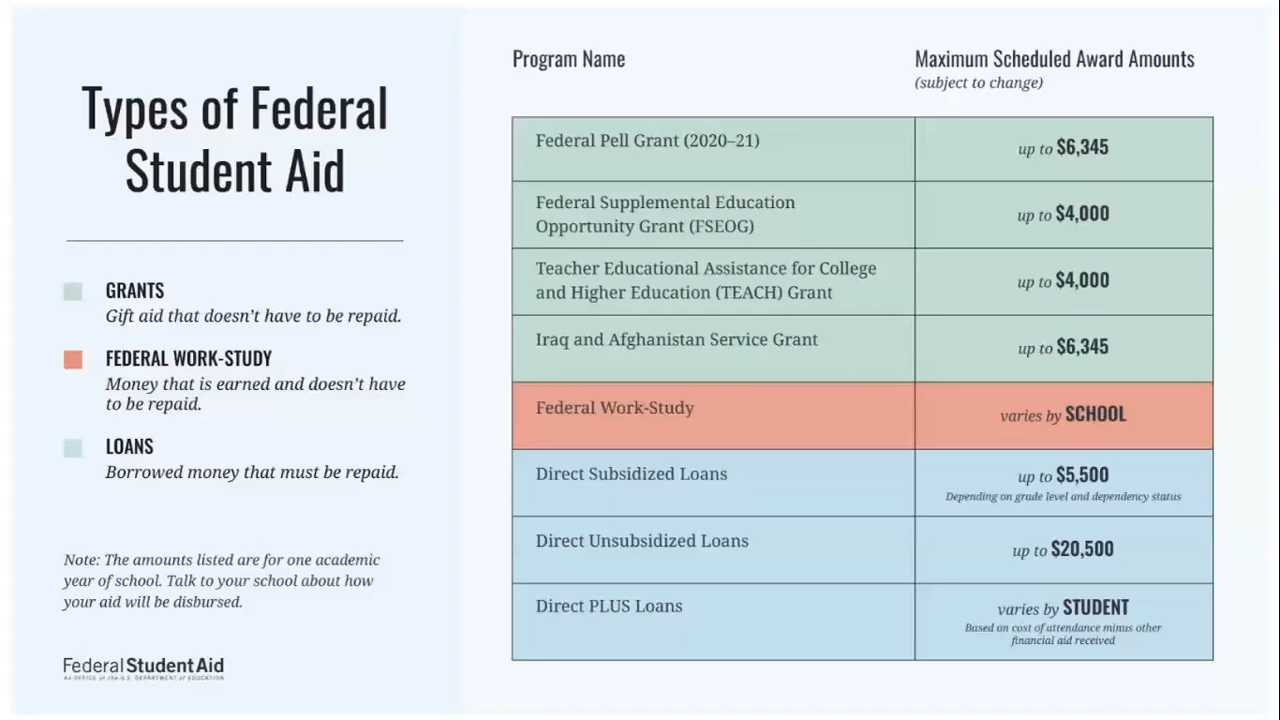 Types of Federal
Student Aid
GRANTS
Gift aid that doesn't have to be repaid.
FEDERAL WORK-STUDY
Money that is earned and doesn't have
to be repaid.
LOANS
Borrowed money that must be repaid.
Note: The amounts listed are for one academic
year of school. Talk to your school about how
your aid will be disbursed.
Federal Student Aid
An OFFICE of the U.S. DEPARTMENT of EDUCATION
Program Name
Maximum Scheduled Award Amounts
(subject to change)
Federal Pell Grant (2020–21)
up to $6,345
Federal Supplemental Education
Opportunity Grant (FSEOG)
up to $4,000
Teacher Educational Assistance for College
and Higher Education (TEACH) Grant
up to $4,000
Iraq and Afghanistan Service Grant
up to $6,345
Federal Work-Study
varies by SCHOOL
Direct Subsidized Loans
up to $5,500
Depending on grade level and dependency status
Direct Unsubsidized Loans
up to $20,500
Direct PLUS Loans
varies by STUDENT
Based on cost of attendance minus other
financial aid received